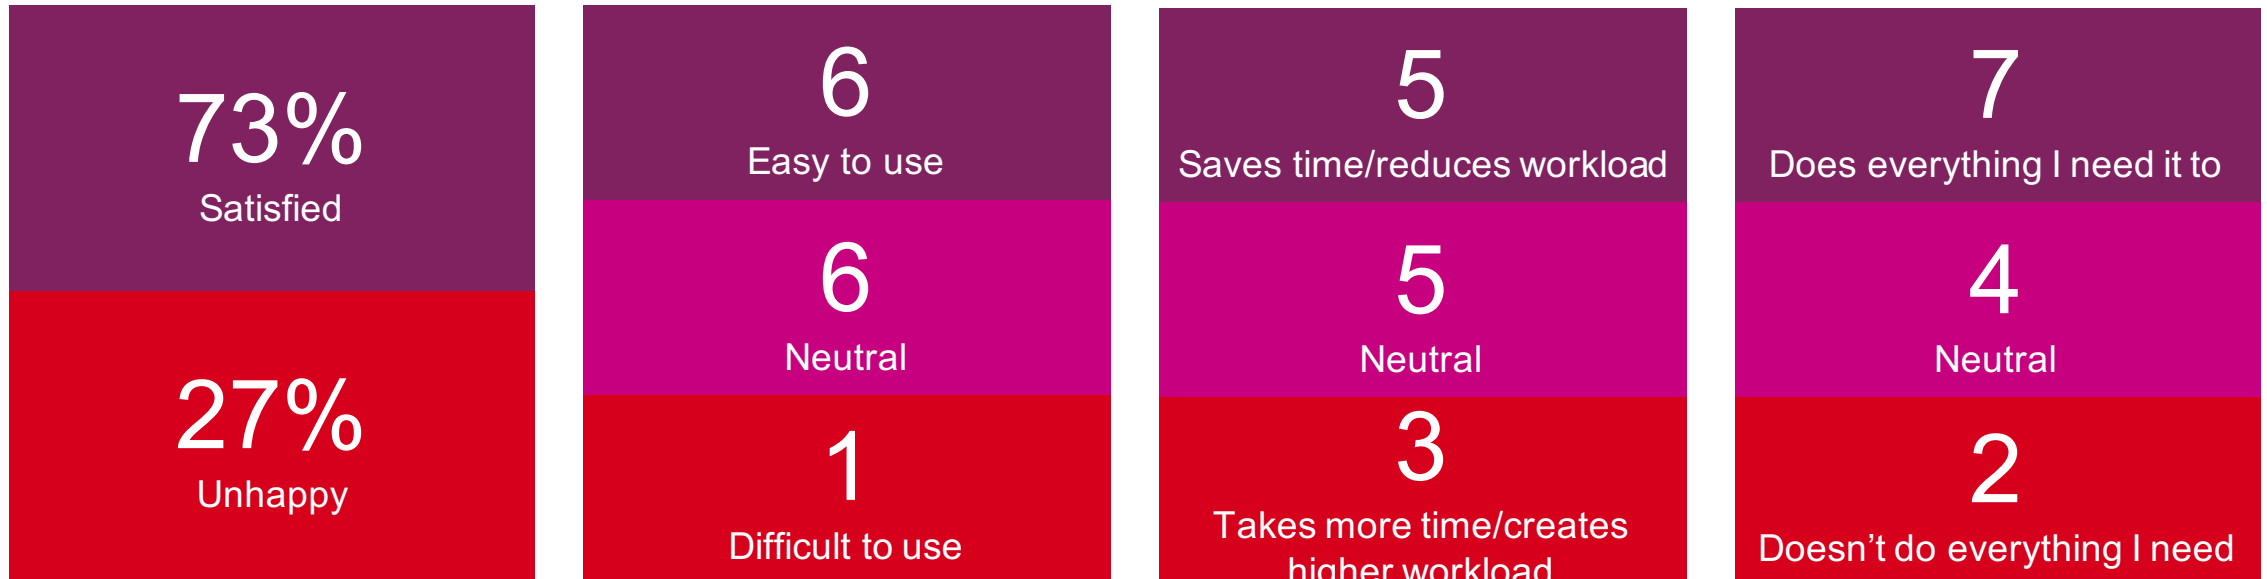 73%
Satisfied
27%
Unhappy
6
Easy to use
6
Neutral
1
Difficult to use
5
Saves time/reduces workload
5
Neutral
3
Takes more time/creates
higher workload
7
Does everything I need it to
4
Neutral
2
Doesn't do everything I need